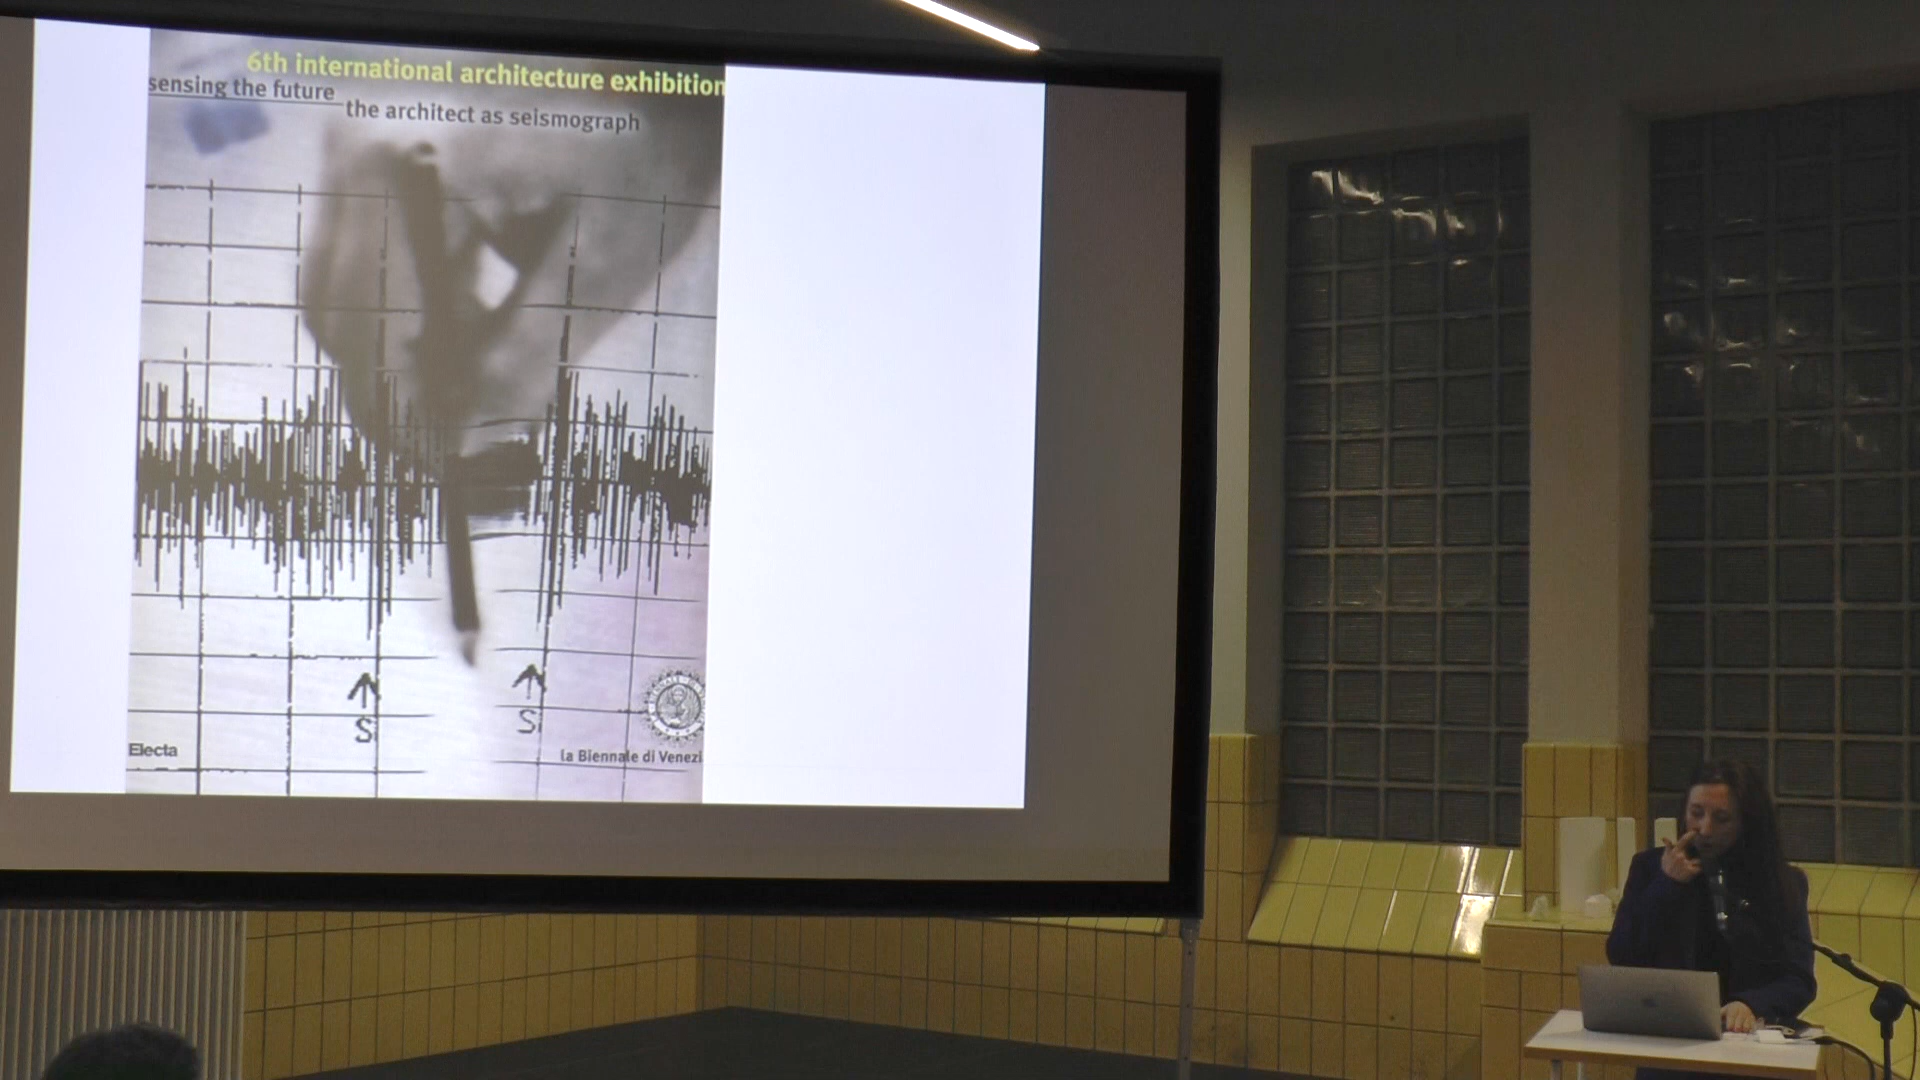 6th international architecture exhibition
sensing the future
the architect as seismograph
S
S
Electa
la Biennale di Venezi